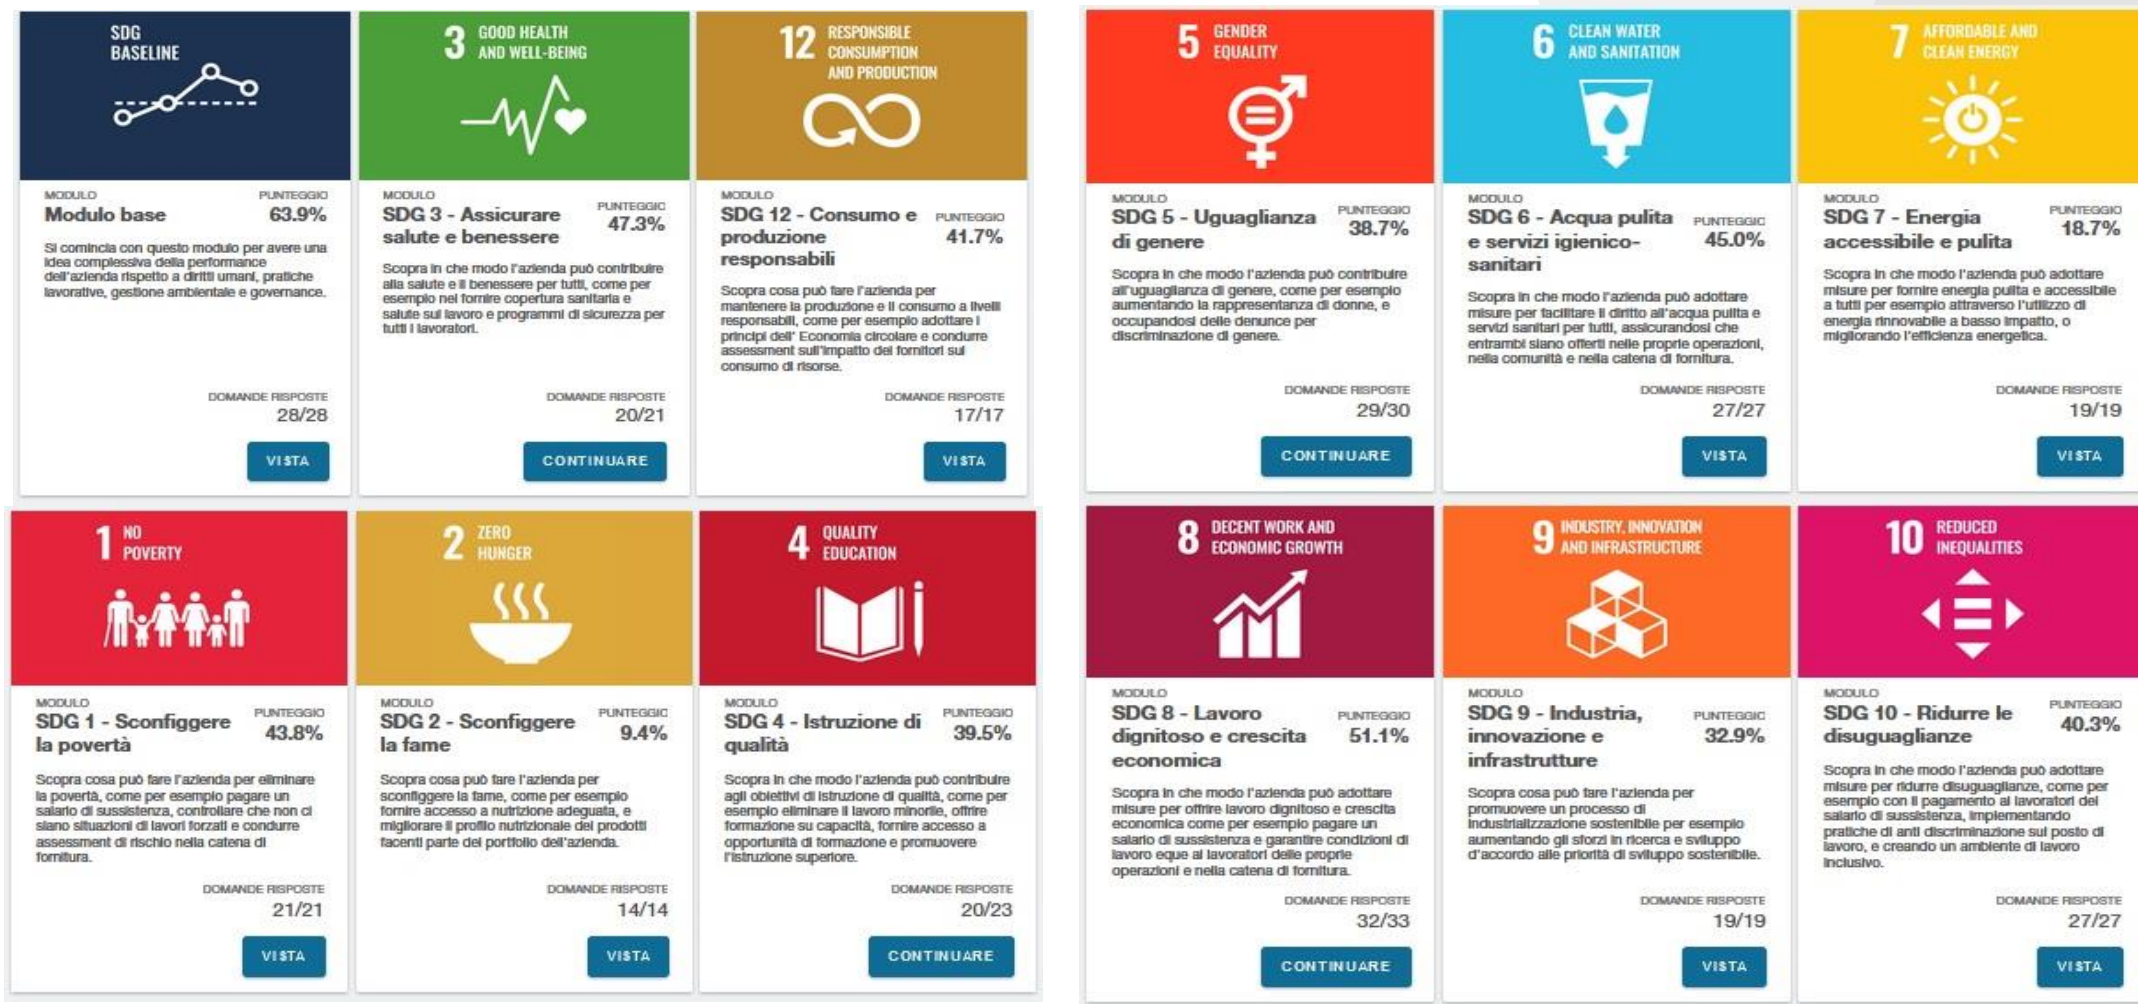 SDG
BASELINE
MODULO
PUNTEGGIO
Modulo base
63.9%
Si comincia con questo modulo per avere una
idea complessiva della performance
dell'azienda rispetto a diritti umani, pratiche
lavorative, gestione ambientale e governance.
DOMANDE RISPOSTE
28/28
VISTA
3 GOOD HEALTH
AND WELL-BEING
MODULO
SDG 3 - Assicurare
salute e benessere
PUNTEGGIO
47.3%
Scopra in che modo l'azienda può contribuire
alla salute e il benessere per tutti, come per
esempio nel fornire copertura sanitaria e
salute sul lavoro e programmi di sicurezza per
tutti i lavoratori.
DOMANDE RISPOSTE
20/21
CONTINUARE
12 RESPONSIBLE
CONSUMPTION
AND PRODUCTION
MODULO
SDG 12 - Consumo e
produzione
responsabili
PUNTEGGIO
41.7%
Scopra cosa può fare l'azienda per
mantenere la produzione e il consumo a livelli
responsabili, come per esempio adottare i
principi dell' Economia circolare e condurre
assessment sull'impatto dei fornitori sul
consumo di risorse.
DOMANDE RISPOSTE
17/17
VISTA
1 NO
POVERTY
MODULO
SDG 1 - Sconfiggere
la povertà
PUNTEGGIO
43.8%
Scopra cosa può fare l'azienda per eliminare
la povertà, come per esempio pagare un
salario di sussistenza, controllare che non ci
siano situazioni di lavori forzati e condurre
assessment di rischio nella catena di
fornitura.
DOMANDE RISPOSTE
21/21
VISTA
2 ZERO
HUNGER
MODULO
SDG 2 - Sconfiggere
la fame
PUNTEGGIO
9.4%
Scopra cosa può fare l'azienda per
sconfiggere la fame, come per esempio
fornire accesso a nutrizione adeguata, e
migliorare il profilo nutrizionale dei prodotti
facenti parte del portfolio dell'azienda.
DOMANDE RISPOSTE
14/14
VISTA
4 QUALITY
EDUCATION
MODULO
SDG 4 - Istruzione di
qualità
PUNTEGGIO
39.5%
Scopra in che modo l'azienda può contribuire
agli obiettivi di istruzione di qualità, come per
esempio eliminare il lavoro minorile, offrire
formazione su capacità, fornire accesso a
opportunità di formazione e promuovere
l'istruzione superiore.
DOMANDE RISPOSTE
20/23
CONTINUARE
5 GENDER
EQUALITY
MODULO
SDG 5 - Uguaglianza
di genere
PUNTEGGIO
38.7%
Scopra in che modo l'azienda può contribuire
all'uguaglianza di genere, come per esempio
aumentando la rappresentanza di donne, e
occupandosi delle denunce per
discriminazione di genere.
DOMANDE RISPOSTE
29/30
CONTINUARE
6 CLEAN WATER
AND SANITATION
MODULO
SDG 6 - Acqua pulita
e servizi igienico-
sanitari
PUNTEGGIO
45.0%
Scopra in che modo l'azienda può adottare
misure per facilitare il diritto all'acqua pulita e
servizi sanitari per tutti, assicurandosi che
entrambi siano offerti nelle proprie operazioni,
nella comunità e nella catena di fornitura.
DOMANDE RISPOSTE
27/27
VISTA
7 AFFORDABLE AND
CLEAN ENERGY
MODULO
SDG 7 - Energia
accessibile e pulita
PUNTEGGIO
18.7%
Scopra in che modo l'azienda può adottare
misure per fornire energia pulita e accessibile
a tutti per esempio attraverso l'utilizzo di
energia rinnovabile a basso impatto, o
migliorando l'efficienza energetica.
DOMANDE RISPOSTE
19/19
VISTA
8 DECENT WORK AND
ECONOMIC GROWTH
MODULO
SDG 8 - Lavoro
dignitoso e crescita
economica
PUNTEGGIO
51.1%
Scopra in che modo l'azienda può adottare
misure per offrire lavoro dignitoso e crescita
economica come per esempio pagare un
salario di sussistenza e garantire condizioni di
lavoro eque ai lavoratori delle proprie
operazioni e nella catena di fornitura.
DOMANDE RISPOSTE
32/33
CONTINUARE
9 INDUSTRY, INNOVATION
AND INFRASTRUCTURE
MODULO
SDG 9 - Industria,
innovazione e
infrastrutture
PUNTEGGIO
32.9%
Scopra cosa può fare l'azienda per
promuovere un processo di
industrializzazione sostenibile per esempio
aumentando gli sforzi in ricerca e sviluppo
d'accordo alle priorità di sviluppo sostenibile.
DOMANDE RISPOSTE
19/19
VISTA
10 REDUCED
INEQUALITIES
MODULO
SDG 10 - Ridurre le
disuguaglianze
PUNTEGGIO
40.3%
Scopra in che modo l'azienda può adottare
misure per ridurre disuguaglianze, come per
esempio con il pagamento ai lavoratori del
salario di sussistenza, implementando
pratiche di anti discriminazione sul posto di
lavoro, e creando un ambiente di lavoro
inclusivo.
DOMANDE RISPOSTE
27/27
VISTA